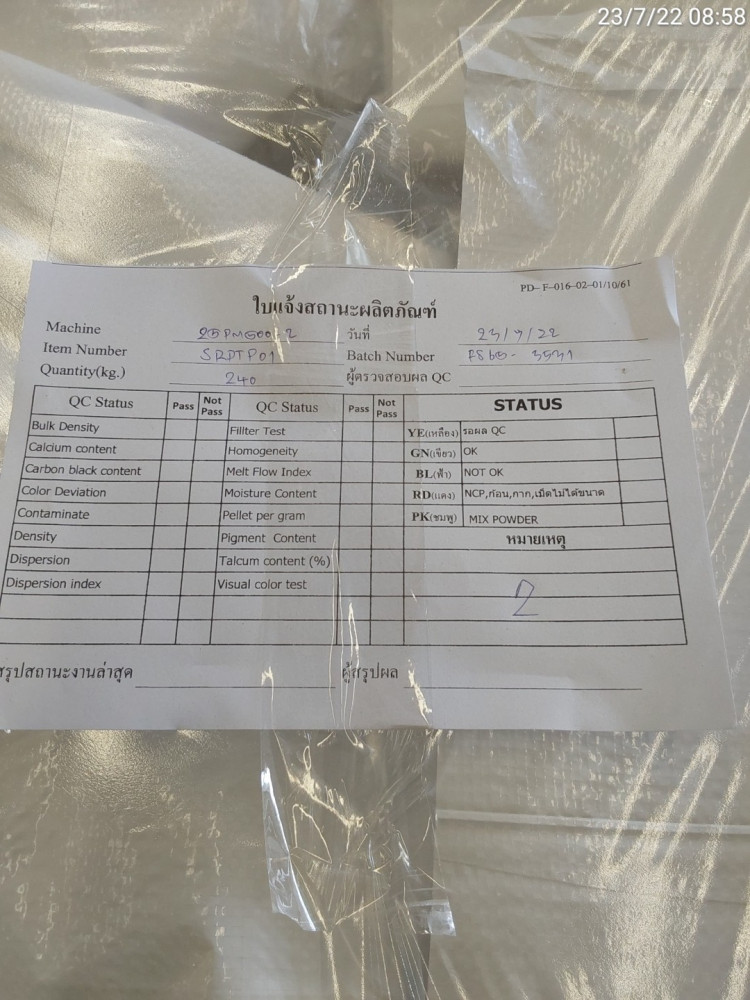 23/7/22 08:58
PD-F-016-02-01/10/61
ใบแจ้งสถานะผลิตภัณฑ์
Machine วันที่ 23/7/22
Item Number SRPTP01 Batch Number
Quantity(kg.) 240 ผู้ตรวจสอบผล QC
QC Status Pass Not Pass QC Status Pass Not Pass STATUS
Bulk Density Fillter Test YE(เหลือง) รอผล QC
Calcium content Homogeneity GN(เขียว) OK
Carbon black content Melt Flow Index BL(ฟ้า) NOT OK
Color Deviation Moisture Content RD(แดง) NCP,ก้อน,กาก,เม็ดไม่ได้ขนาด
Contaminate Pellet per gram PK(ชมพู) MIX POWDER
Density Pigment Content หมายเหตุ
Dispersion Talcum content (%)
Dispersion index Visual color test 2
สรุปสถานะงานล่าสุด ผู้สรุปผล